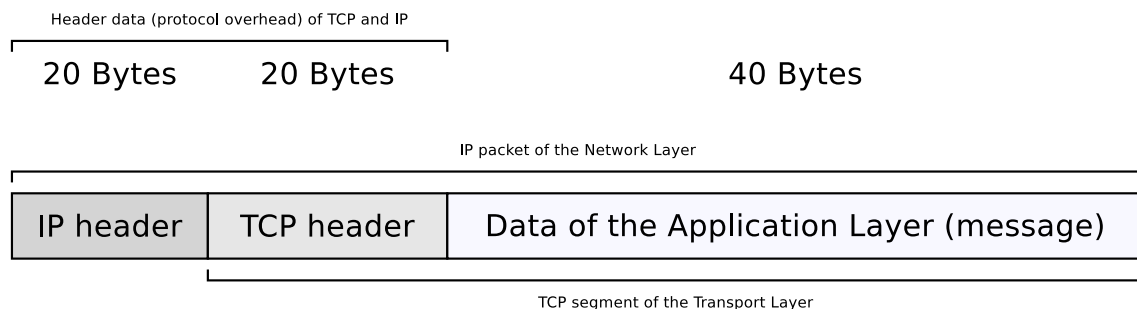 Header data (protocol overhead) of TCP and IP
20 Bytes 20 Bytes 40 Bytes
IP packet of the Network Layer
IP header TCP header Data of the Application Layer (message)
TCP segment of the Transport Layer